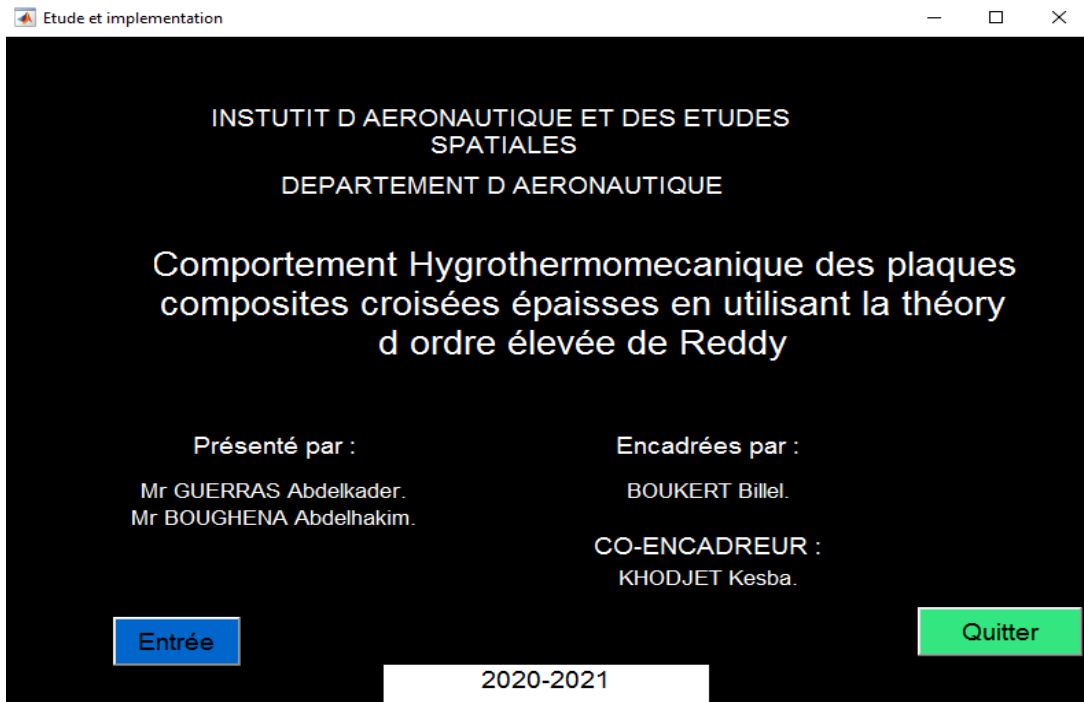 Etude et implementation
INSTUTIT D AERONAUTIQUE ET DES ETUDES
SPATIALES
DEPARTEMENT D AERONAUTIQUE
Comportement Hygrothermomecanique des plaques
composites croisées épaisses en utilisant la théory
d ordre élevée de Reddy
Présenté par :
Mr GUERRAS Abdelkader.
Mr BOUGHENA Abdelhakim.
Encadrées par :
BOUKERT Billel.
CO-ENCADREUR :
KHODJET Kesba.
Entrée
Quitter
2020-2021